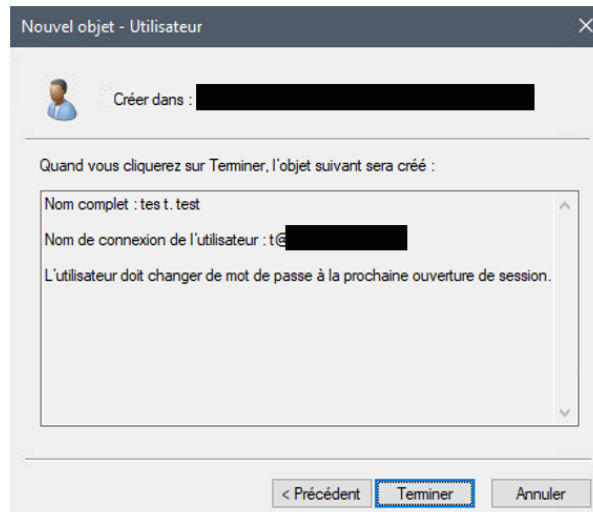 Nouvel objet - Utilisateur
Créer dans :
Quand vous cliquerez sur Terminer, l'objet suivant sera créé :
Nom complet : tes t. test
Nom de connexion de l'utilisateur : t@
L'utilisateur doit changer de mot de passe à la prochaine ouverture de session.
< Précédent Terminer Annuler